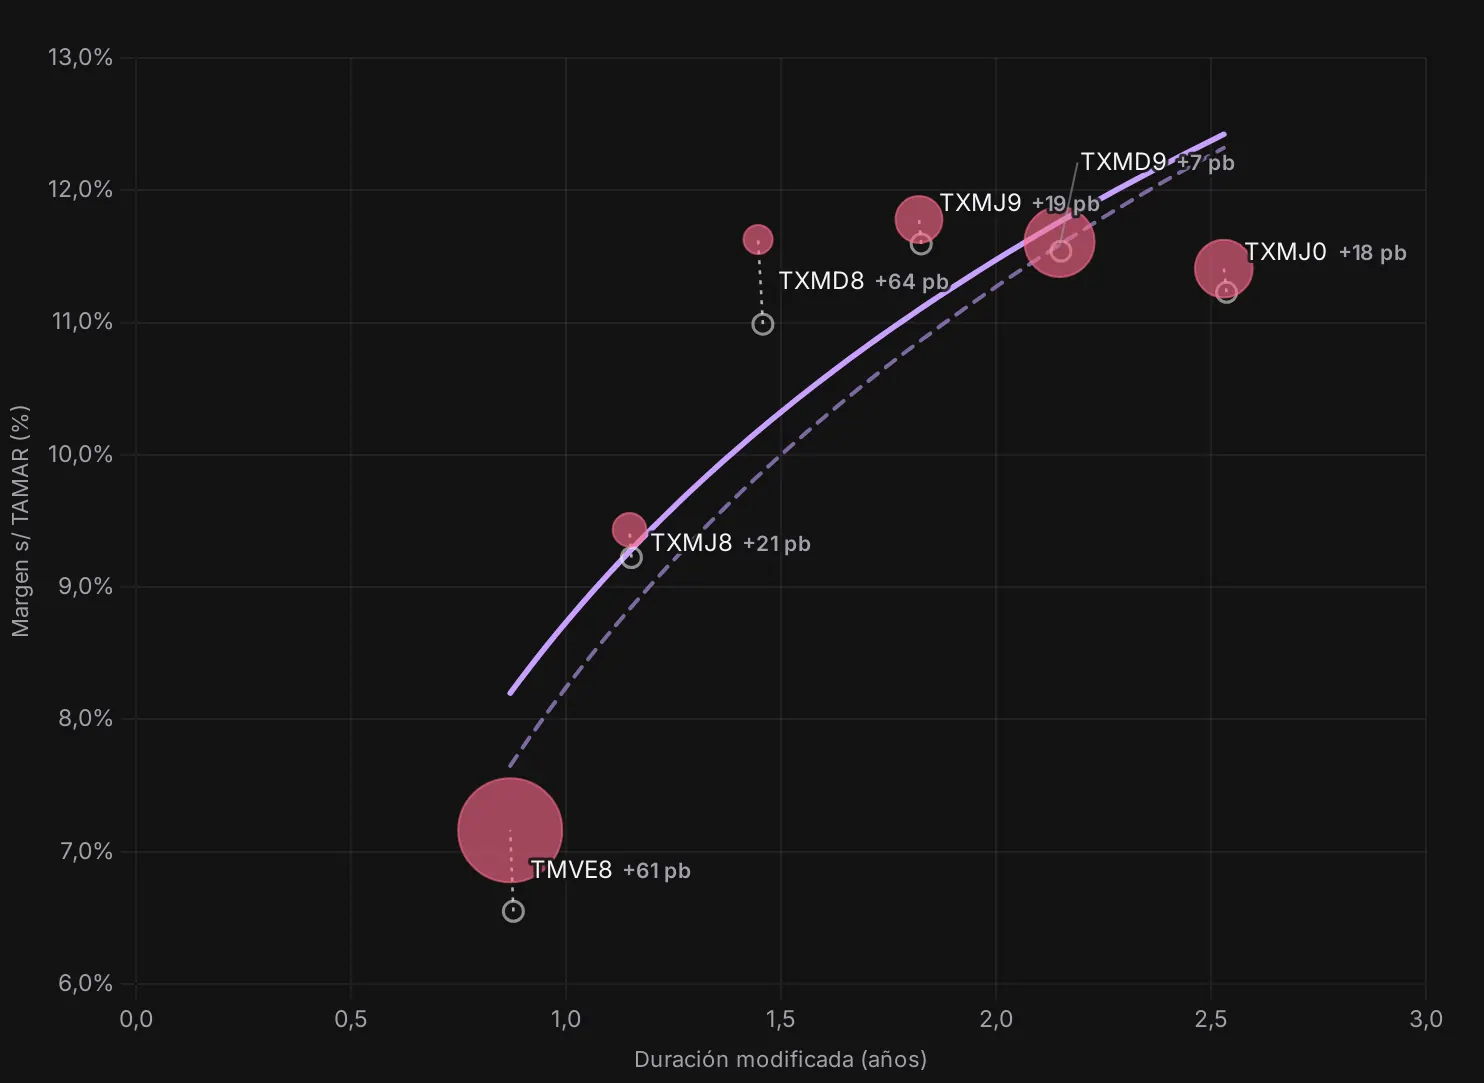 13,0%
12,0%
11,0%
10,0%
9,0%
8,0%
7,0%
6,0%
Margen s/ TAMAR (%)
TXMD9 +7 pb
TXMJ9 +19 pb
TXMJ0 +18 pb
TXMD8 +64 pb
TXMJ8 +21 pb
TMVE8 +61 pb
0,0 0,5 1,0 1,5 2,0 2,5 3,0
Duración modificada (años)